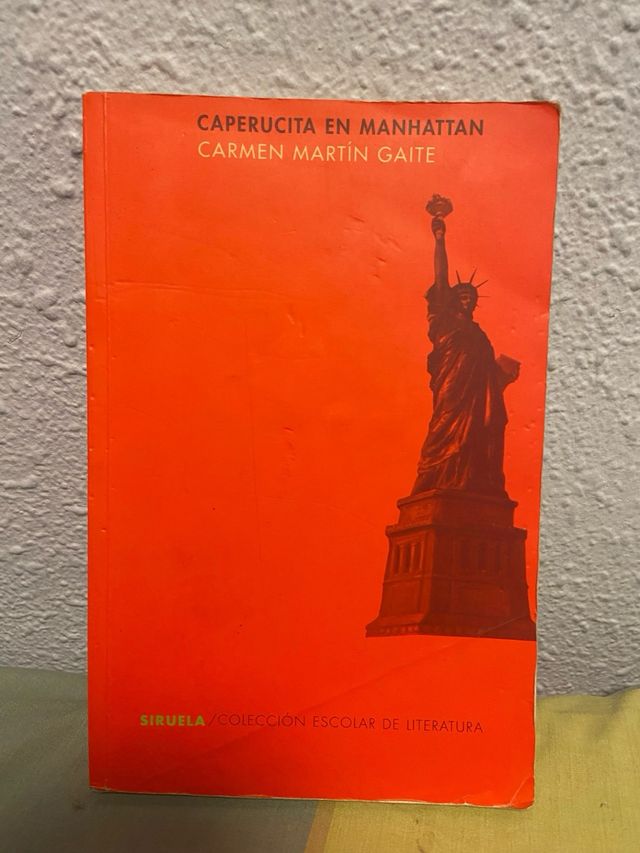 CAPERUCITA EN MANHATTAN
CARMEN MARTÍN GAITE
SIRUELA/COLECCIÓN ESCOLAR DE LITERATURA